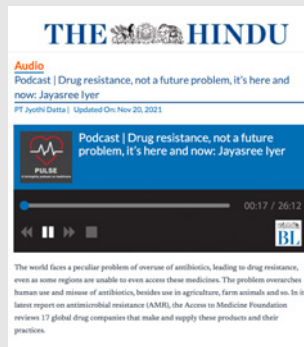 THE HINDU
Audio
Podcast | Drug resistance, not a future problem, it's here and
now: Jayasree Iyer
PT Jyothi Datta | Updated On: Nov 20, 2021
Podcast | Drug resistance, not a future
problem, it's here and now: Jayasree Iyer
PULSE
00:17 / 26:12
BL
The world faces a peculiar problem of overuse of antibiotics, leading to drug resistance,
even as some regions are unable to even access these medicines. The problem overarches
human use and misuse of antibiotics, besides use in agriculture, farm animals and so. In it
latest report on antimicrobial resistance (AMR), the Access to Medicine Foundation
reviews 17 global drug companies that make and supply these products and their
practices.